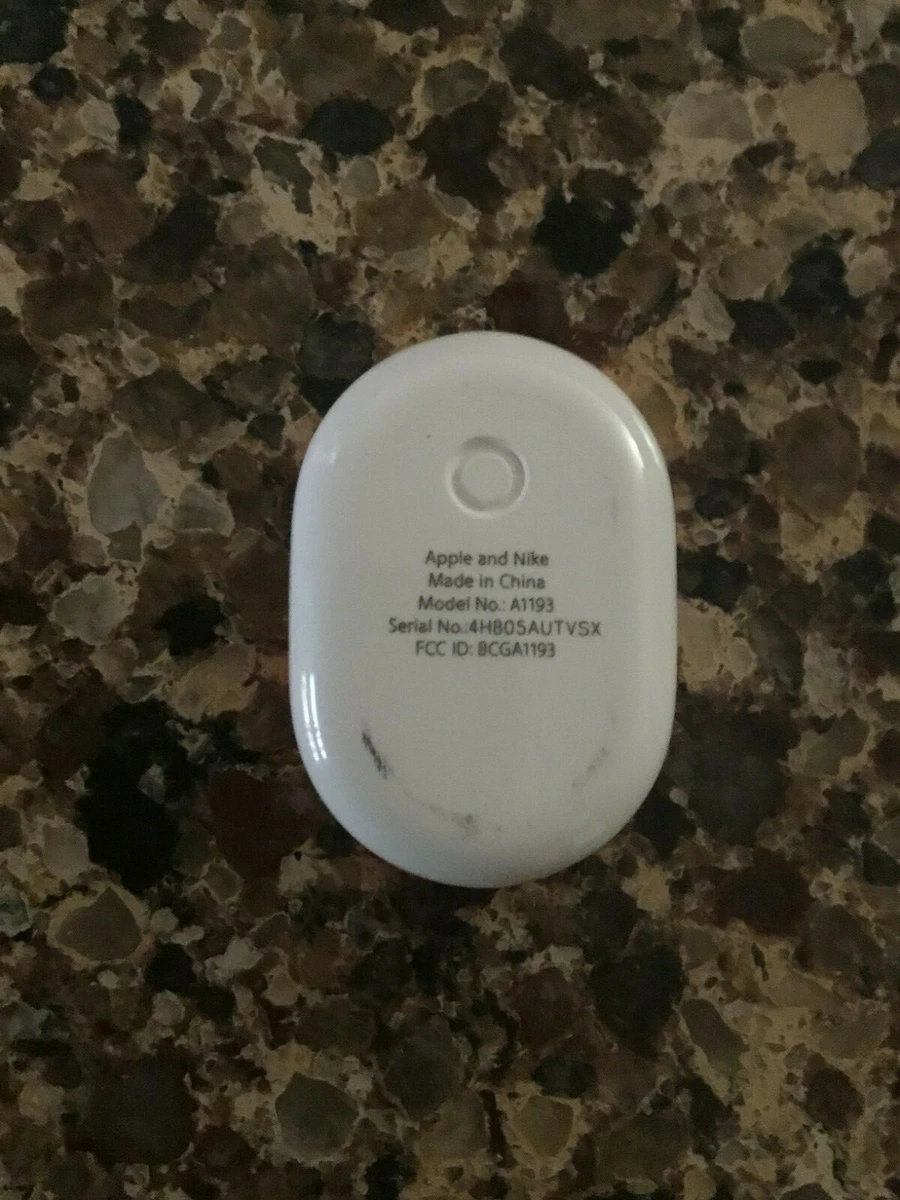 Apple and Nike
Made in China
Model No.: A1193
Serial No.:4H805AUTVSX
FCC ID: BCGA1193